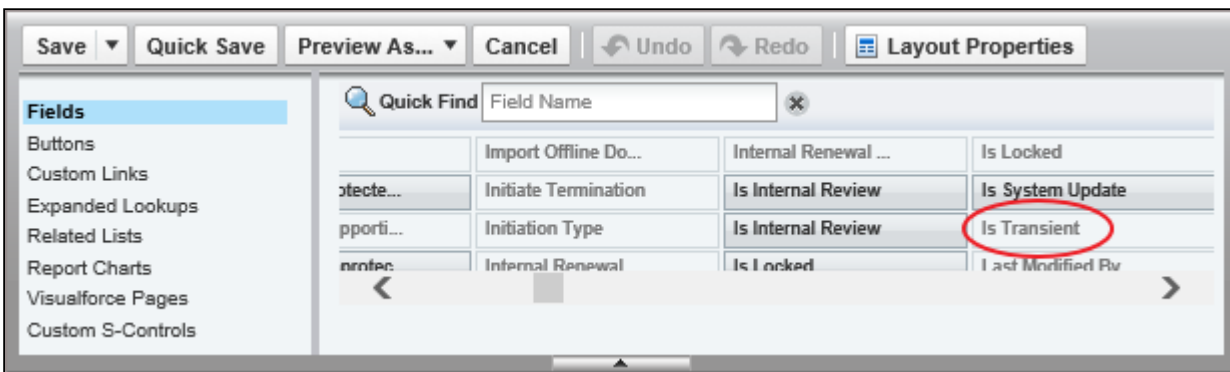 Save Quick Save Preview As... Cancel Undo Redo Layout Properties
Fields
Buttons
Custom Links
Expanded Lookups
Related Lists
Report Charts
Visualforce Pages
Custom S-Controls
Quick Find Field Name
Import Offline Do... Internal Renewal ... Is Locked
otecte... Initiate Termination Is Internal Review Is System Update
pporti... Initiation Type Is Internal Review Is Transient
protec Internal Renewal Is Locked Last Modified By